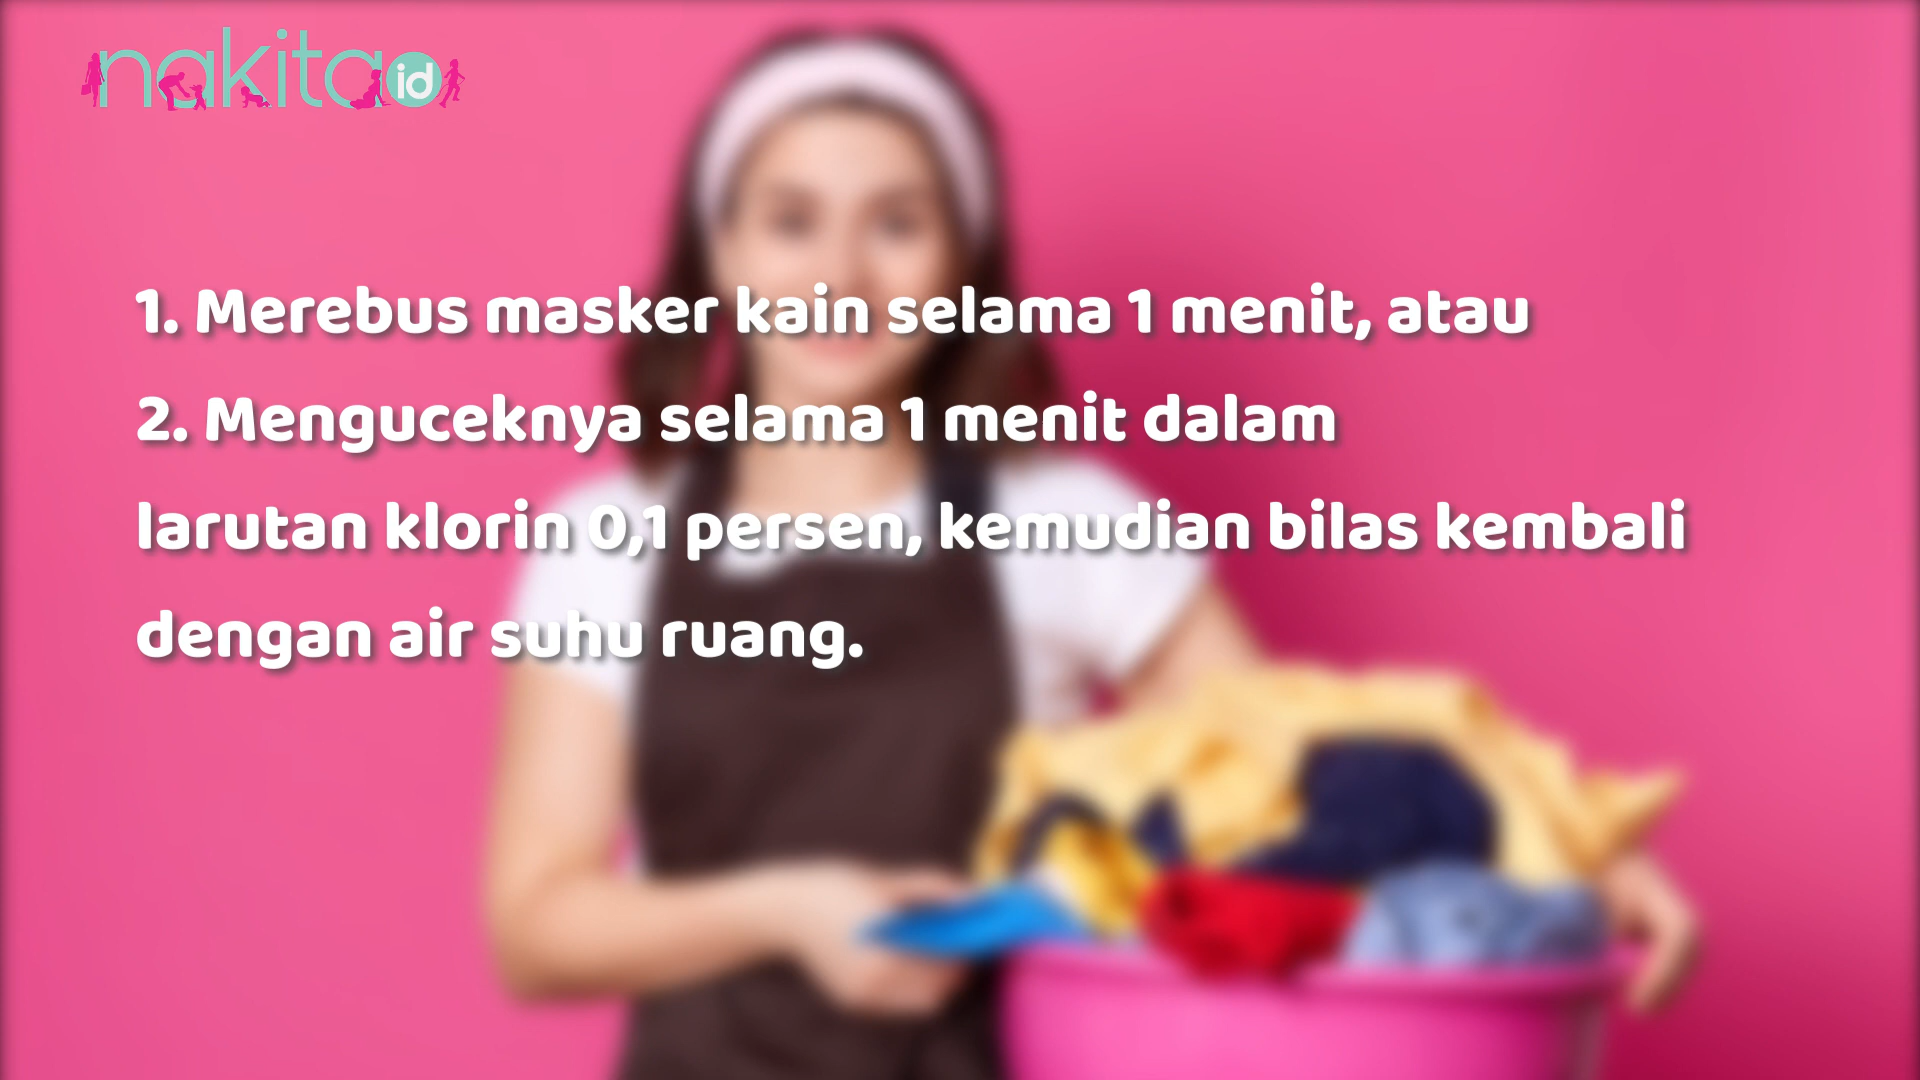 nakita id
1. Merebus masker kain selama 1 menit, atau
2. Menguceknya selama 1 menit dalam
larutan klorin 0,1 persen, kemudian bilas kembali
dengan air suhu ruang.